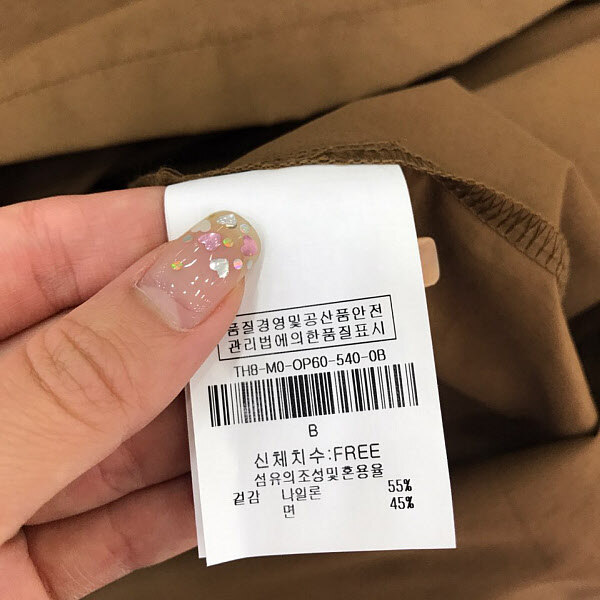 품질경영및공산품안전
관리법에의한품질표시
TH8-M0-OP60-540-0B
B
신체치수:FREE
섬유의조성및혼용율
겉감 나일론 55%
면 45%